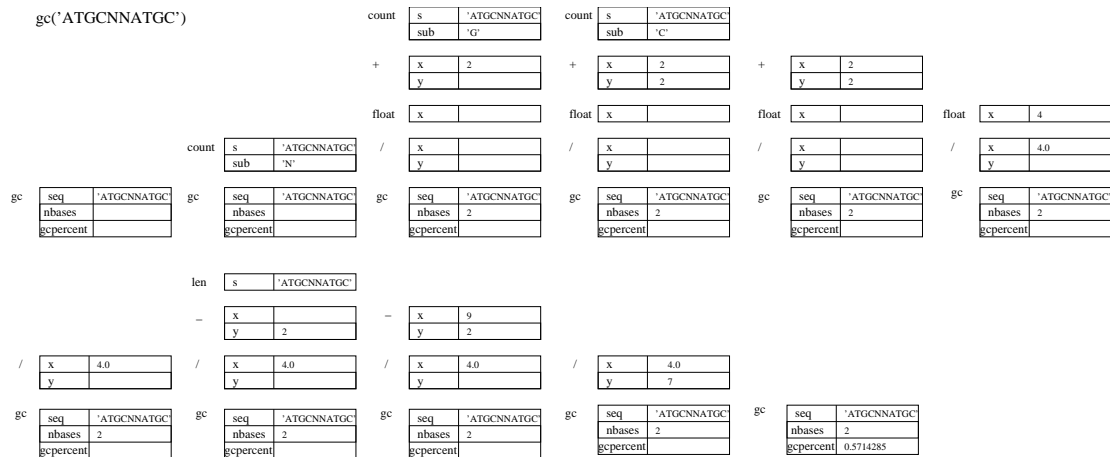 gc('ATGCNNATGC')
count s 'ATGCNNATGC' count s 'ATGCNNATGC'
sub 'G' sub 'C'
+ x 2 + x 2 + x 2
y y 2 y 2
float x float x float x float x 4
count s 'ATGCNNATGC' / x / x / x / x 4.0
sub 'N' y y y y
gc seq 'ATGCNNATGC' gc seq 'ATGCNNATGC' gc seq 'ATGCNNATGC' gc seq 'ATGCNNATGC' gc seq 'ATGCNNATGC' gc seq 'ATGCNNATGC'
nbases nbases nbases 2 nbases 2 nbases 2 nbases 2
gcpercent gcpercent gcpercent gcpercent gcpercent gcpercent
len s 'ATGCNNATGC'
– x – x 9
y 2 y 2
/ x 4.0 / x 4.0 / x 4.0 / x 4.0
y y y y 7
gc seq 'ATGCNNATGC' gc seq 'ATGCNNATGC' gc seq 'ATGCNNATGC' gc seq 'ATGCNNATGC' gc seq 'ATGCNNATGC'
nbases 2 nbases 2 nbases 2 nbases 2 nbases 2
gcpercent gcpercent gcpercent gcpercent gcpercent 0.5714285